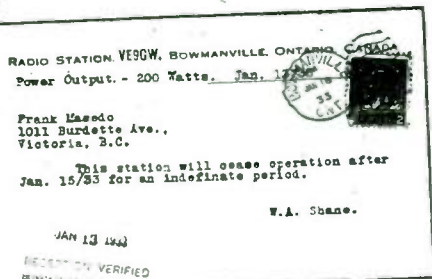 RADIO STATION VE9GW, BOWMANVILLE, ONTARIO CANADA
Power Output.- 200 Watts. Jan.
Frank
1011 Burdette Ave.,
Victoria, B.C.
This station will cease operation after
Jan. 15/33 for an indefinate period.
W.A. Shane.
JAN 13 1933
VERIFIED